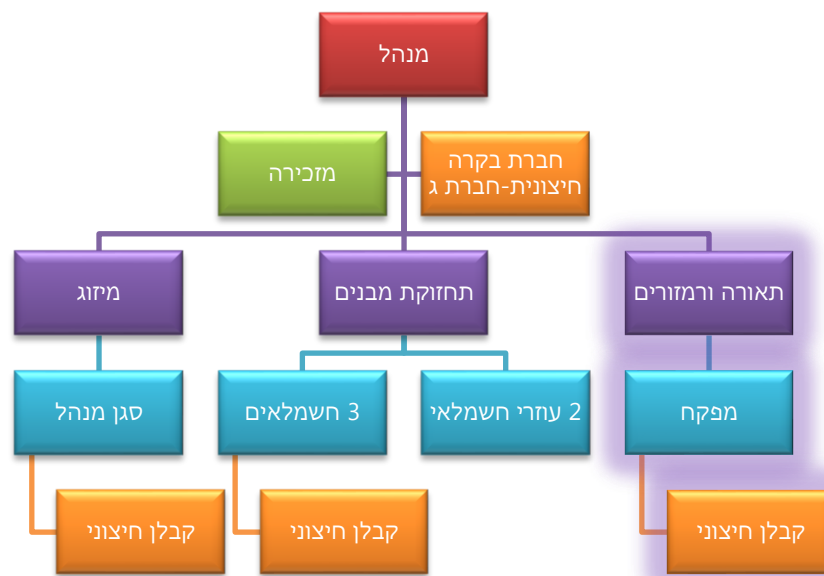 מנהל
חברת בקרה
חיצונית-חברת ג
מזכירה
תאורה ורמזורים
תחזוקת מבנים
מיזוג
מפקח
2 עוזרי חשמלאי
3 חשמלאים
סגן מנהל
קבלן חיצוני
קבלן חיצוני
קבלן חיצוני